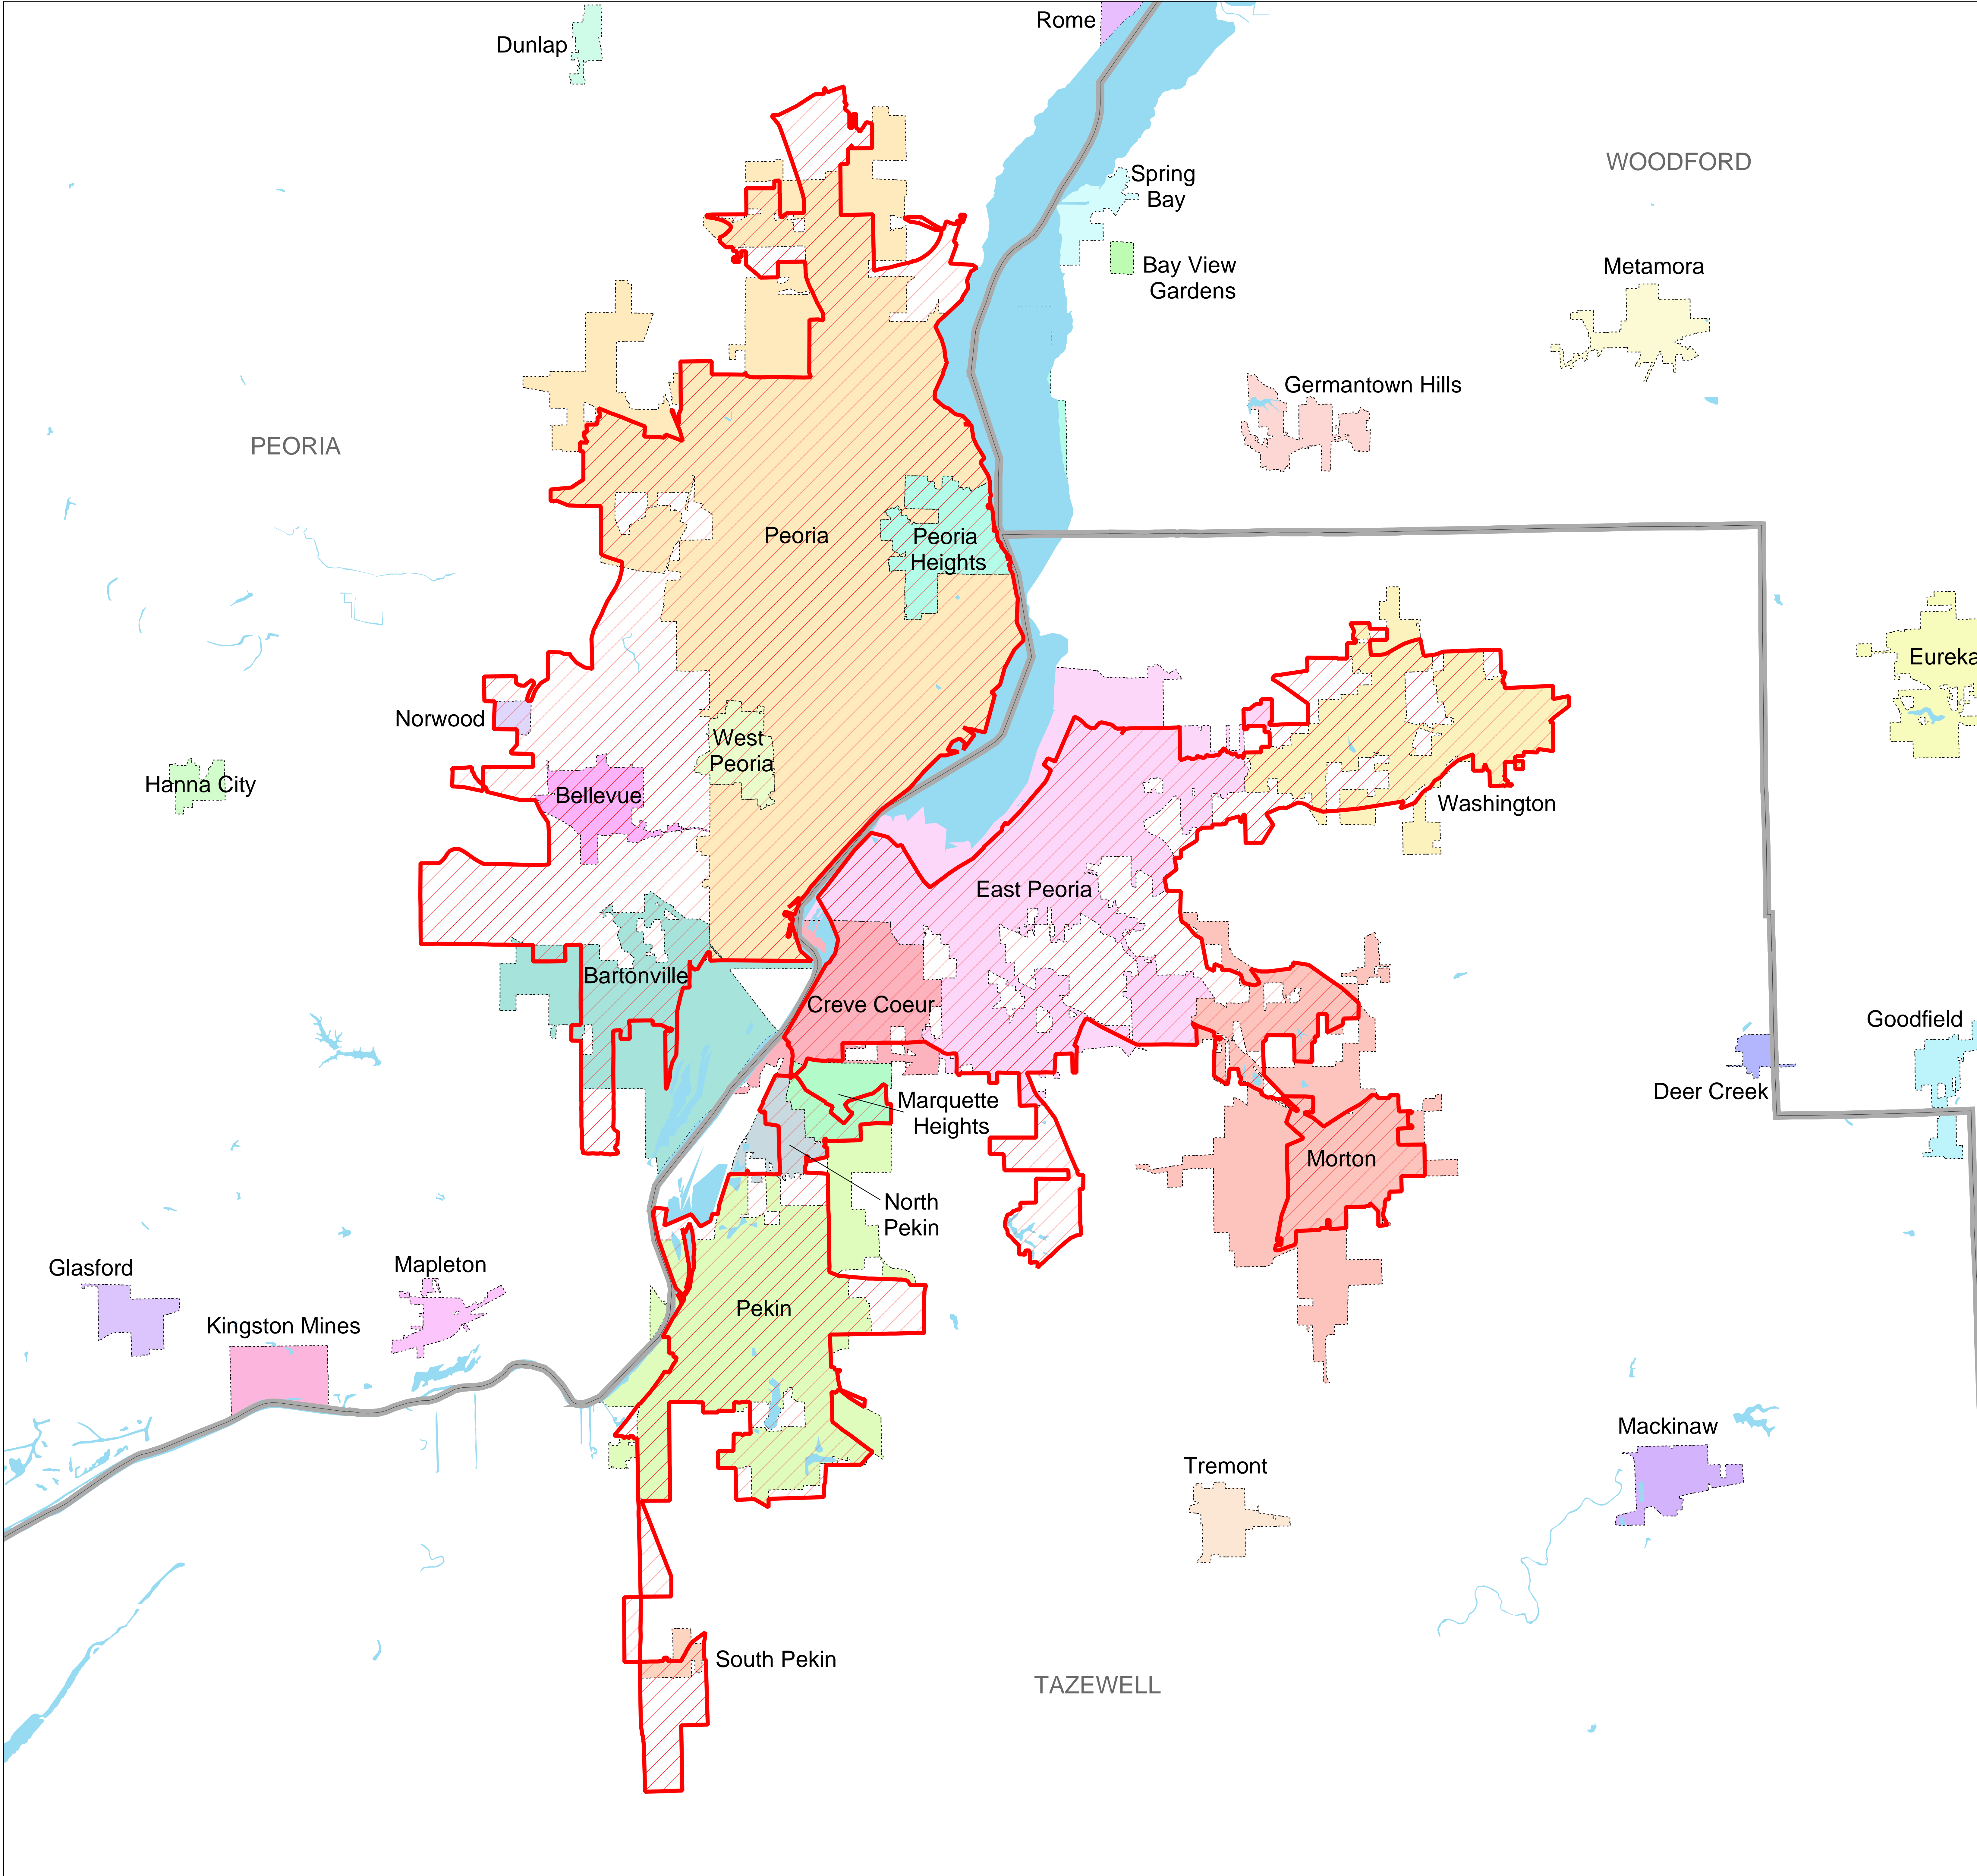 Rome
Dunlap
WOODFORD
Spring
Bay
Bay View
Gardens
Metamora
Germantown Hills
PEORIA
Peoria
Peoria
Heights
Eureka
Norwood
West
Peoria
Hanna City
Bellevue
Washington
East Peoria
Bartonville
Creve Coeur
Goodfield
Deer Creek
Marquette
Heights
Morton
North
Pekin
Glasford
Mapleton
Pekin
Kingston Mines
Mackinaw
Tremont
South Pekin
TAZEWELL